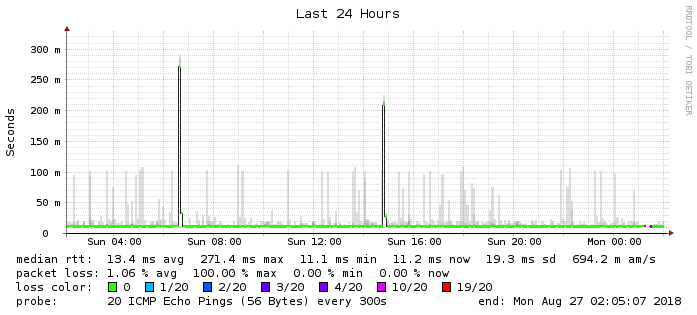 Last 24 Hours
RRDTOOL / TOBI OETIKER
Seconds
300 m
250 m
200 m
150 m
100 m
50 m
0
Sun 04:00 Sun 08:00 Sun 12:00 Sun 16:00 Sun 20:00 Mon 00:00
median rtt: 13.4 ms avg 271.4 ms max 11.1 ms min 11.2 ms now 19.3 ms sd 694.2 m am/s
packet loss: 1.06 % avg 100.00 % max 0.00 % min 0.00 % now
loss color: 0 1/20 2/20 3/20 4/20 10/20 19/20
probe: 20 ICMP Echo Pings (56 Bytes) every 300s end: Mon Aug 27 02:05:07 2018